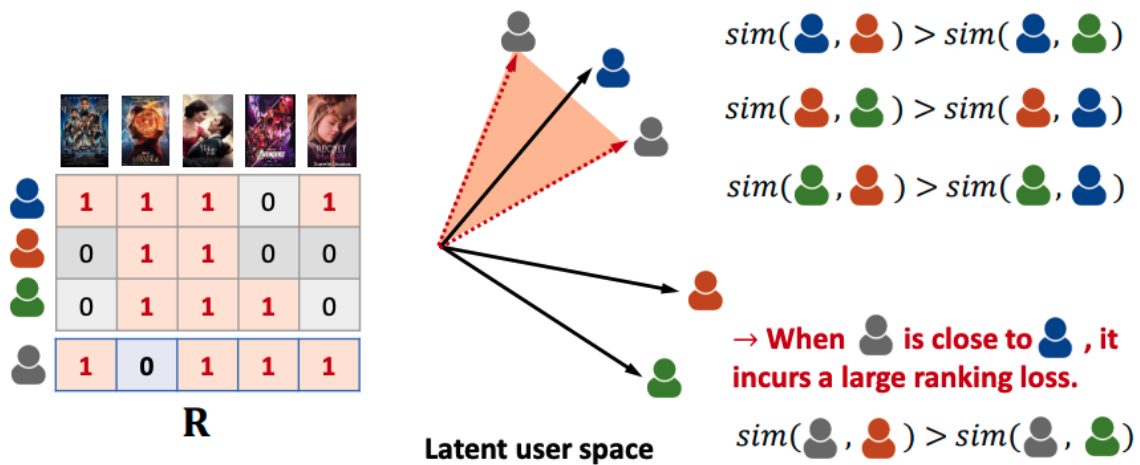 sim( , ) > sim( , )
sim( , ) > sim( , )
sim( , ) > sim( , )
AVENGERS
1 1 1 0 1
0 1 1 0 0
0 1 1 1 0
1 0 1 1 1
R
Latent user space
→ When is close to , it
incurs a large ranking loss.
sim( , ) > sim( , )